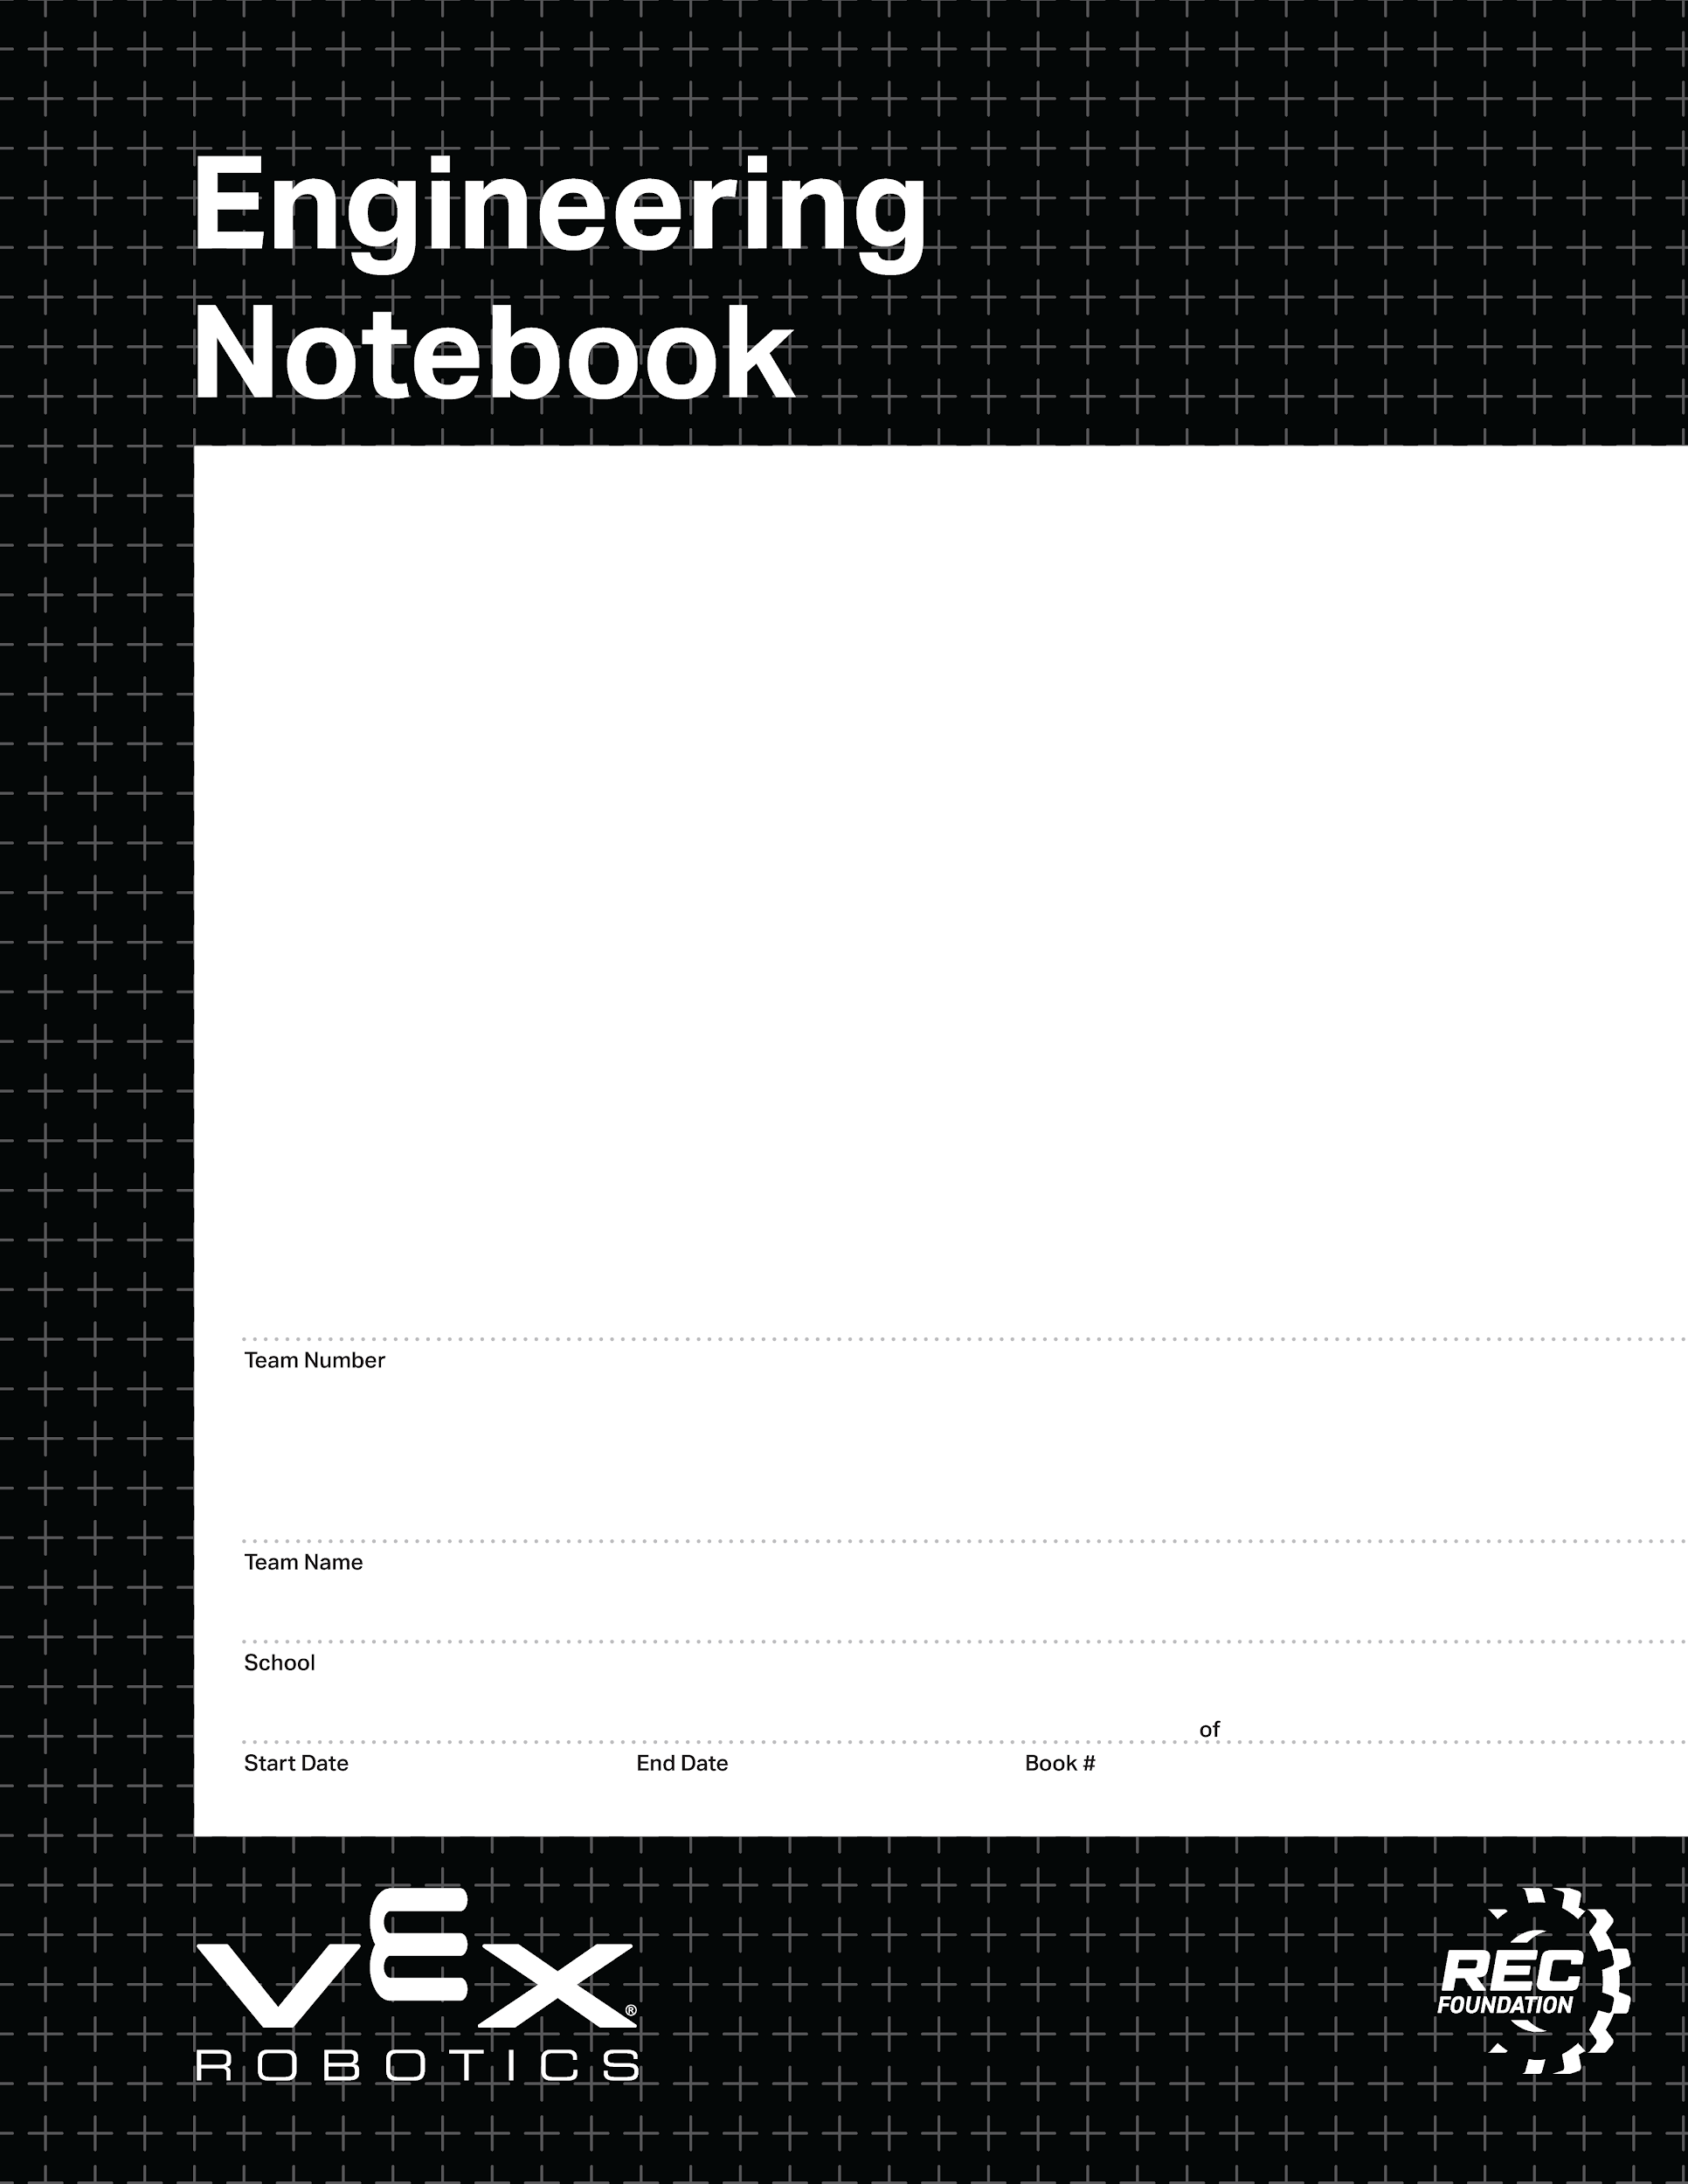 Engineering
Notebook
Team Number
Team Name
School
of
Start Date End Date Book #
VEX®
ROBOTICS
REC
FOUNDATION